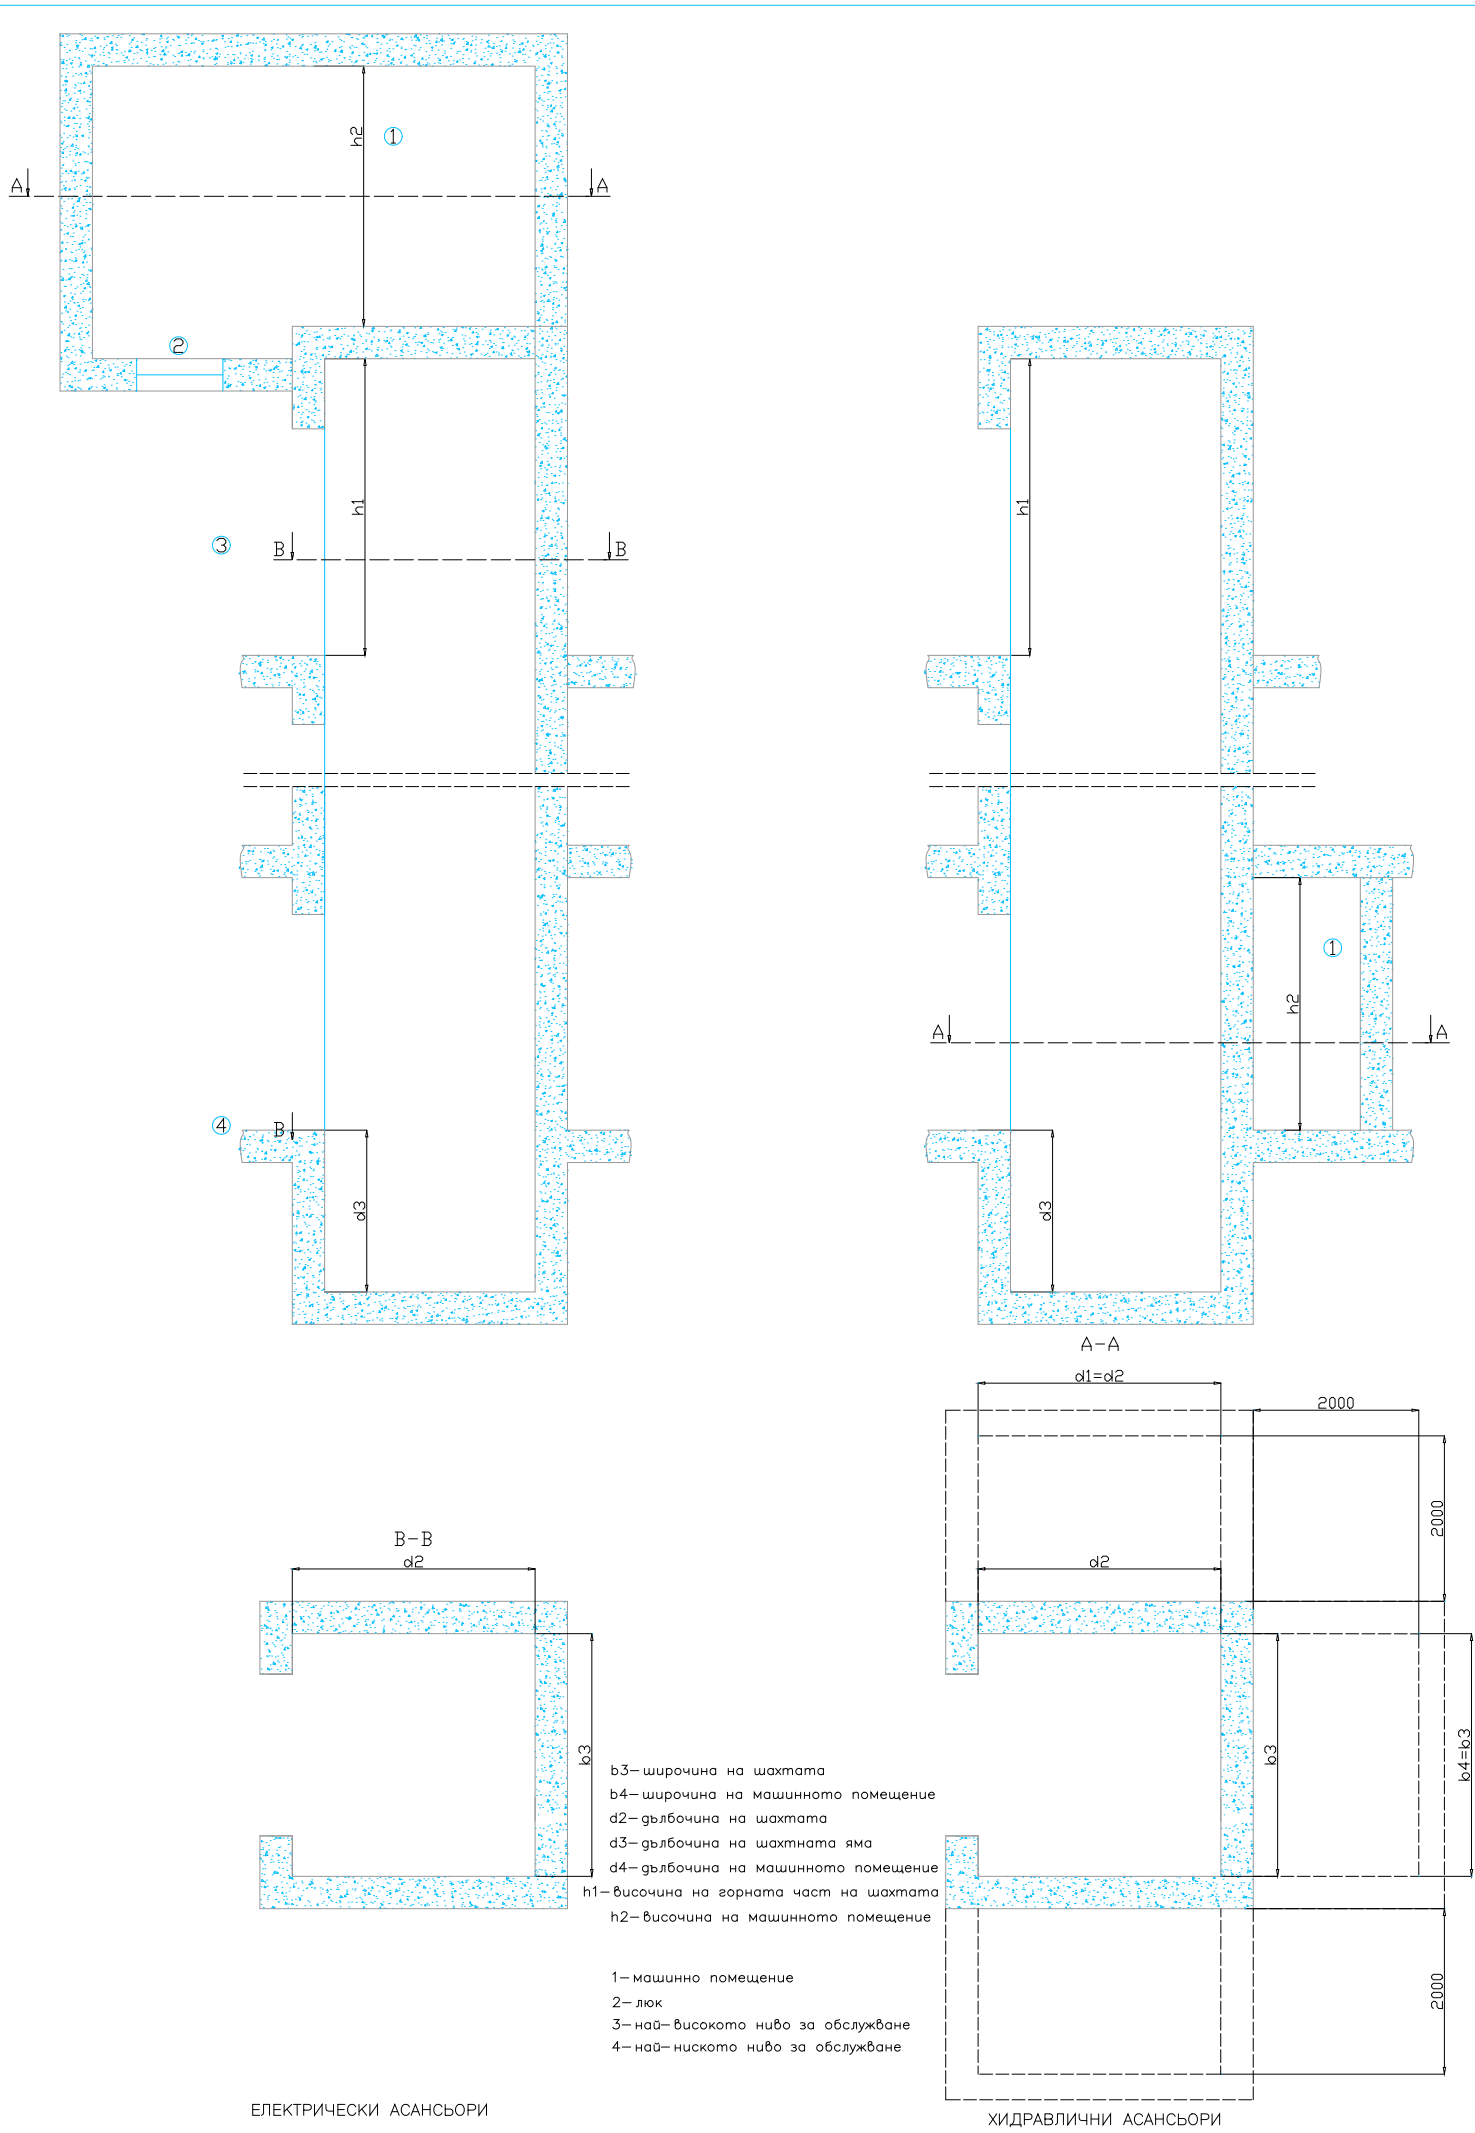 h2
1
A
A
2
h1
h1
3
B
B
1
h2
A
A
4
B
d3
d3
A-A
d1=d2
2000
2000
B-B
d2
d2
b3
b3
b4=b3
b3-широчина на шахтата
b4-широчина на машинното помещение
d2-дълбочина на шахтата
d3-дълбочина на шахтната яма
d4-дълбочина на машинното помещение
h1-височина на горната част на шахтата
h2-височина на машинното помещение
1-машинно помещение
2-люк
3-най-високото ниво за обслужване
4-най-ниското ниво за обслужване
2000
ЕЛЕКТРИЧЕСКИ АСАНСЬОРИ
ХИДРАВЛИЧНИ АСАНСЬОРИ